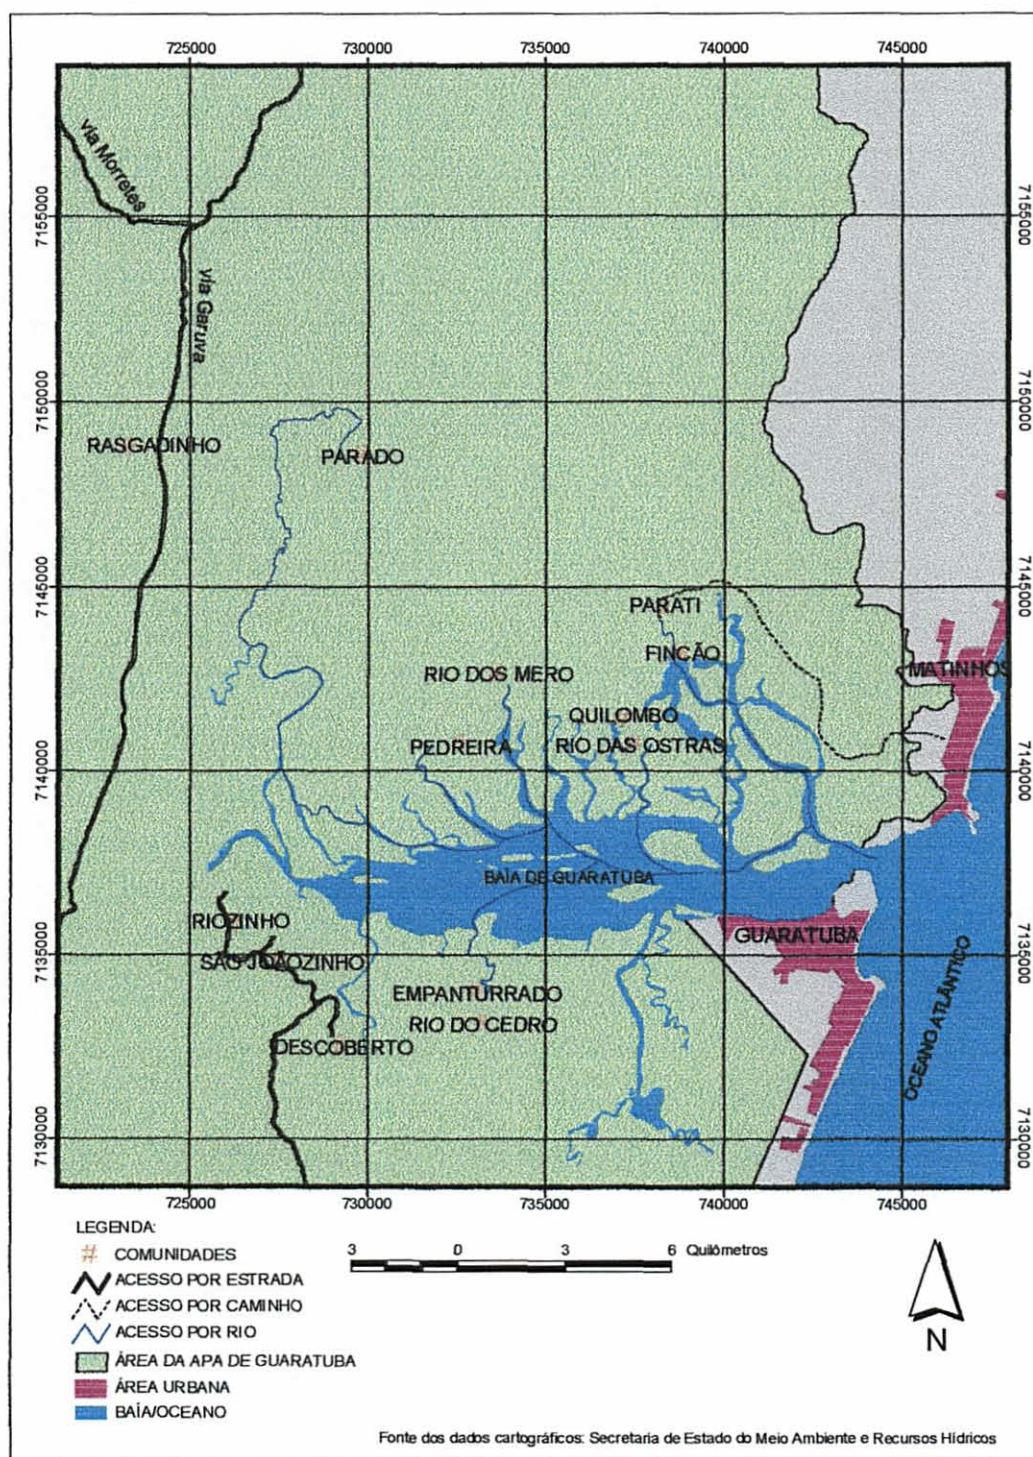 725000 730000 735000 740000 745000
via Morretes
7155000 7155000
via Garuva
7150000 7150000
RASGADINHO
PARADO
7145000 7145000
PARATI
FINCÃO
RIO DOS MERO
MATINHOS
QUILOMBO
PEDREIRA
RIO DAS OSTRAS
7140000 7140000
BAÍA DE GUARATUBA
RIOZINHO
GUARATUBA
7135000 7135000
SÃO JOÃOZINHO
EMPANTURRADO
RIO DO CEDRO
DESCOBERTO
OCEANO ATLÂNTICO
7130000 7130000
725000 730000 735000 740000 745000
LEGENDA:
# COMUNIDADES
ACESSO POR ESTRADA
ACESSO POR CAMINHO
ACESSO POR RIO
ÁREA DA APA DE GUARATUBA
ÁREA URBANA
BAÍA/OCEANO
3 0 3 6 Quilômetros
N
Fonte dos dados cartográficos: Secretaria de Estado do Meio Ambiente e Recursos Hídricos